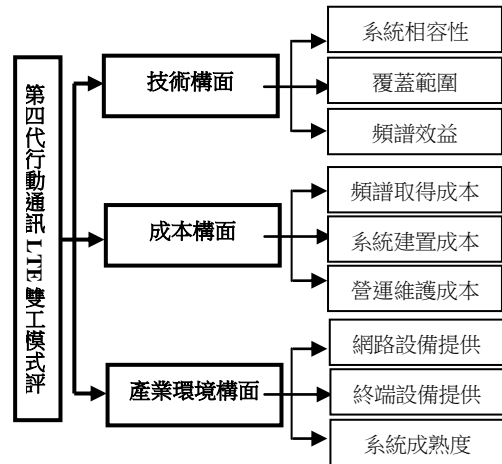 第四代行動通訊 LTE 雙工模式評
技術構面
系統相容性
覆蓋範圍
頻譜效益
成本構面
頻譜取得成本
系統建置成本
營運維護成本
產業環境構面
網路設備提供
終端設備提供
系統成熟度